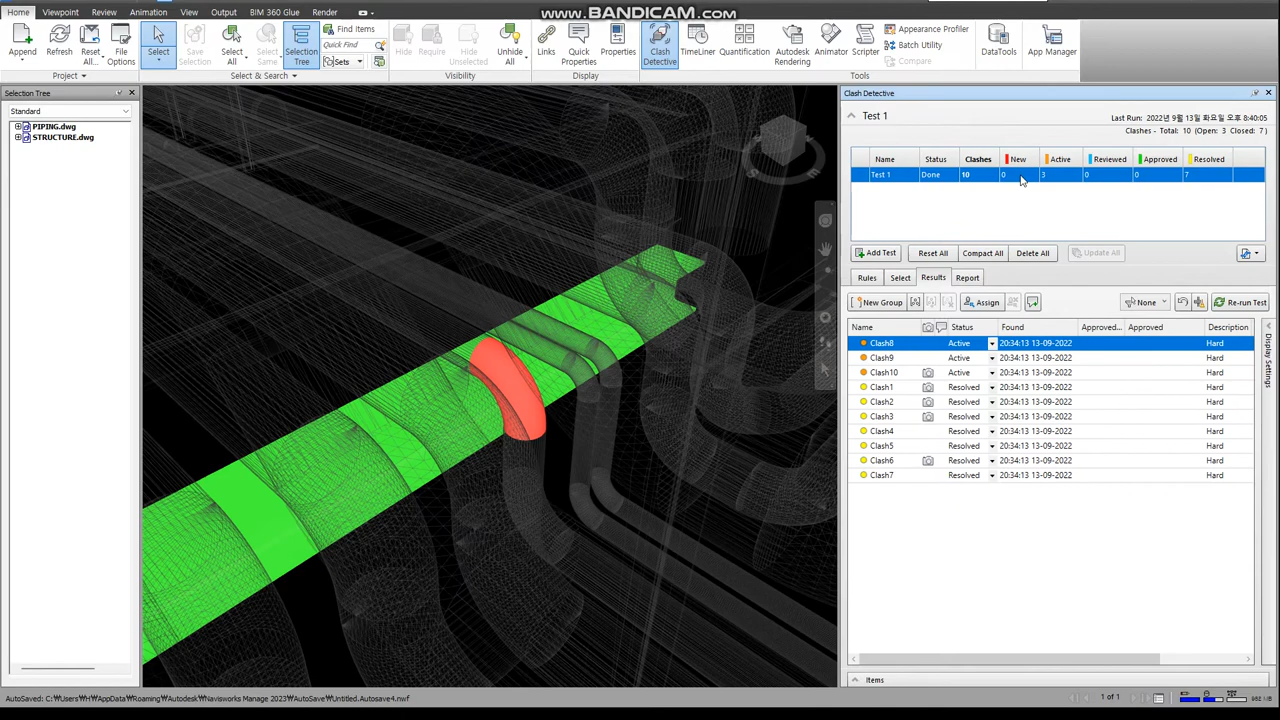 www.BANDICAM.com
Home Viewpoint Review Animation View Output BIM 360 Glue Render
Append
Refresh
Reset All...
File Options
Project
Select
Save Selection
Select All
Select Same
Selection Tree
Find Items
Quick Find
Sets
Select & Search
Hide
Require
Hide Unselected
Unhide All
Visibility
Links
Quick Properties
Properties
Display
Clash Detective
TimeLiner
Quantification
Autodesk Rendering
Animator
Scripter
Appearance Profiler
Batch Utility
Compare
Tools
DataTools
App Manager
Selection Tree
Standard
PIPING.dwg
STRUCTURE.dwg
Clash Detective
Test 1
Last Run: 2022년 9월 13일 화요일 오후 8:40:05
Clashes - Total: 10 (Open: 3 Closed: 7)
Name Status Clashes New Active Reviewed Approved Resolved
Test 1 Done 10 0 3 0 0 7
Add Test Reset All Compact All Delete All Update All
Rules Select Results Report
New Group Assign None Re-run Test
Name Status Found Approved... Approved Description
Clash8 Active 20:34:13 13-09-2022 Hard
Clash9 Active 20:34:13 13-09-2022 Hard
Clash10 Active 20:34:13 13-09-2022 Hard
Clash1 Resolved 20:34:13 13-09-2022 Hard
Clash2 Resolved 20:34:13 13-09-2022 Hard
Clash3 Resolved 20:34:13 13-09-2022 Hard
Clash4 Resolved 20:34:13 13-09-2022 Hard
Clash5 Resolved 20:34:13 13-09-2022 Hard
Clash6 Resolved 20:34:13 13-09-2022 Hard
Clash7 Resolved 20:34:13 13-09-2022 Hard
Display Settings
Items
AutoSaved: C:₩Users₩H₩AppData₩Roaming₩Autodesk₩Navisworks Manage 2023₩AutoSave₩Untitled.Autosave4.nwf
1 of 1